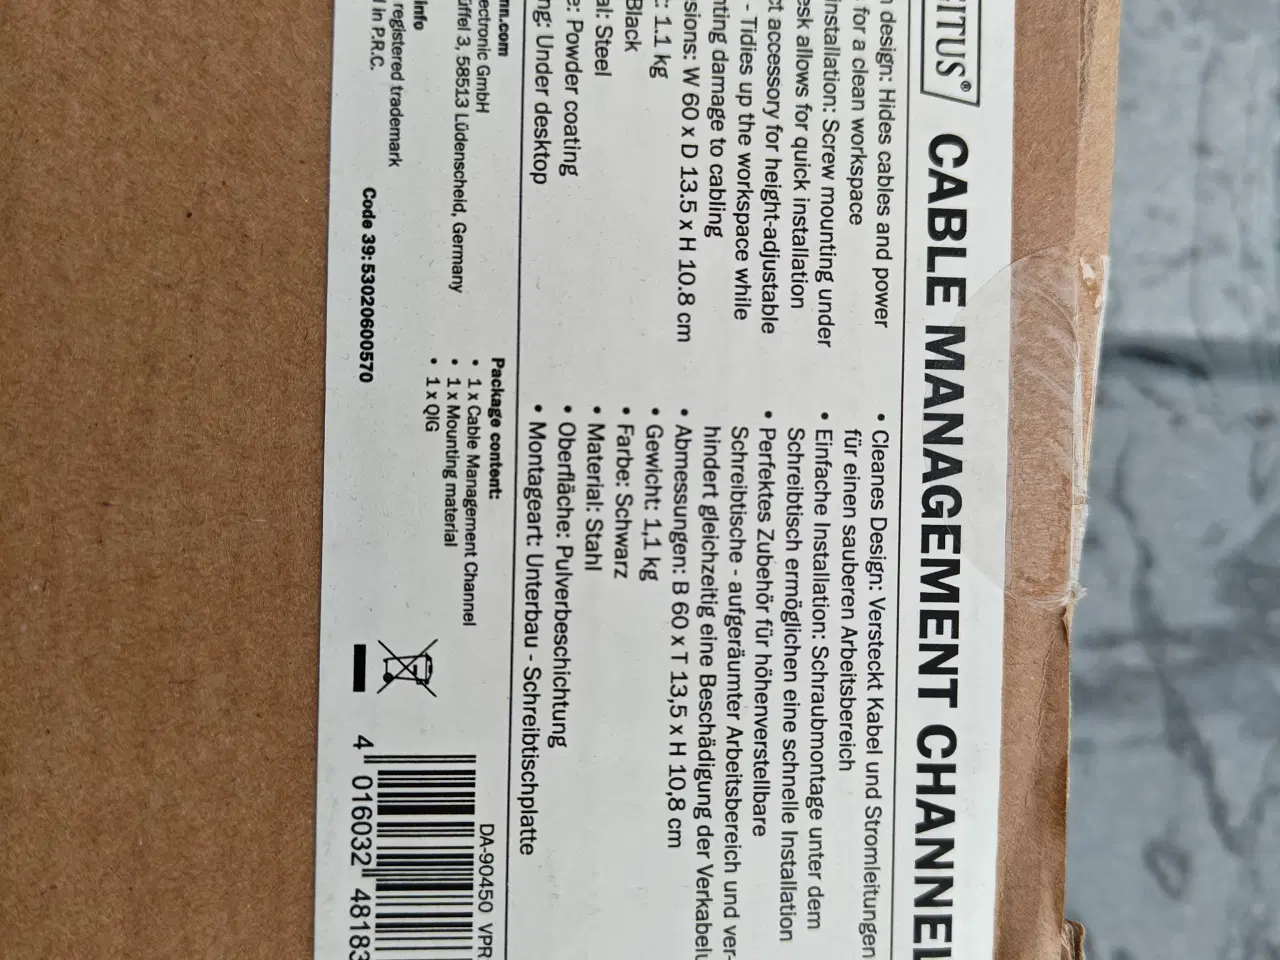 CABLE MANAGEMENT CHANNEL
design: Hides cables and power
for a clean workspace
installation: Screw mounting under
allows for quick installation
accessory for height-adjustable
- Tidies up the workspace while
damage to cabling
W 60 x D 13.5 x H 10.8 cm
1.1 kg
Black
Steel
Powder coating
Under desktop
• Cleanes Design: Versteckt Kabel und Stromleitungen
für einen sauberen Arbeitsbereich
• Einfache Installation: Schraubmontage unter dem
Schreibtisch ermöglichen eine schnelle Installation
• Perfektes Zubehör für höhenverstellbare
Schreibtische - aufgeräumter Arbeitsbereich und ver-
hindert gleichzeitig eine Beschädigung der
• Abmessungen: B 60 x T 13,5 x H 10,8 cm
• Gewicht: 1,1 kg
• Farbe: Schwarz
• Material: Stahl
• Oberfläche: Pulverbeschichtung
• Montageart: Unterbau - Schreibtischplatte
GmbH
3, 58513 Lüdenscheid, Germany
registered trademark
in P.R.C.
Code 39: 53020600570
Package content:
• 1 x Cable Management Channel
• 1 x Mounting material
• 1 x QIG
DA-90450 VPR
4 016032 48183